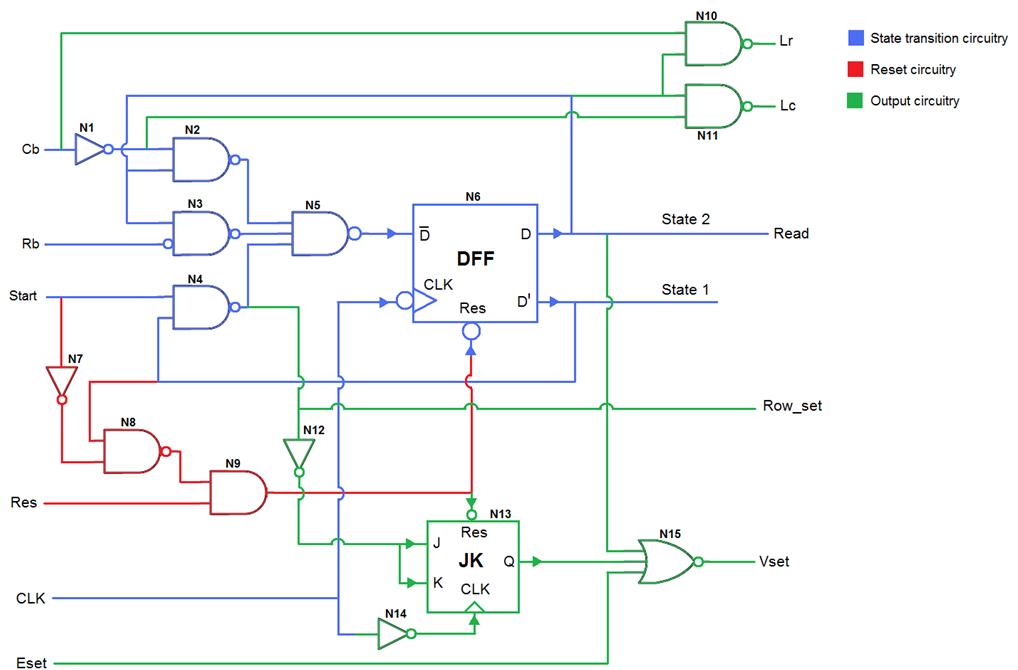 N10
Lr
State transition circuitry
Reset circuitry
Output circuitry
Lc
N11
N1
N2
Cb
N3
N5
N6
Rb
D̅
D
State 2
Read
DFF
CLK
N4
Start
Res
D'
State 1
N7
Row_set
N8
N12
N9
Res
N13
Res
J
JK
Q
K
CLK
N15
Vset
CLK
N14
Eset